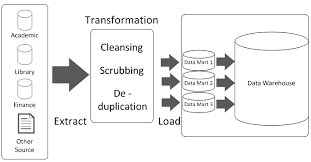 Transformation
Academic
Library
Finance
Other
Source
Extract
Cleansing
Scrubbing
De -
duplication
Load
Data Mart 1
Data Mart 2
Data Mart 3
Data Warehouse